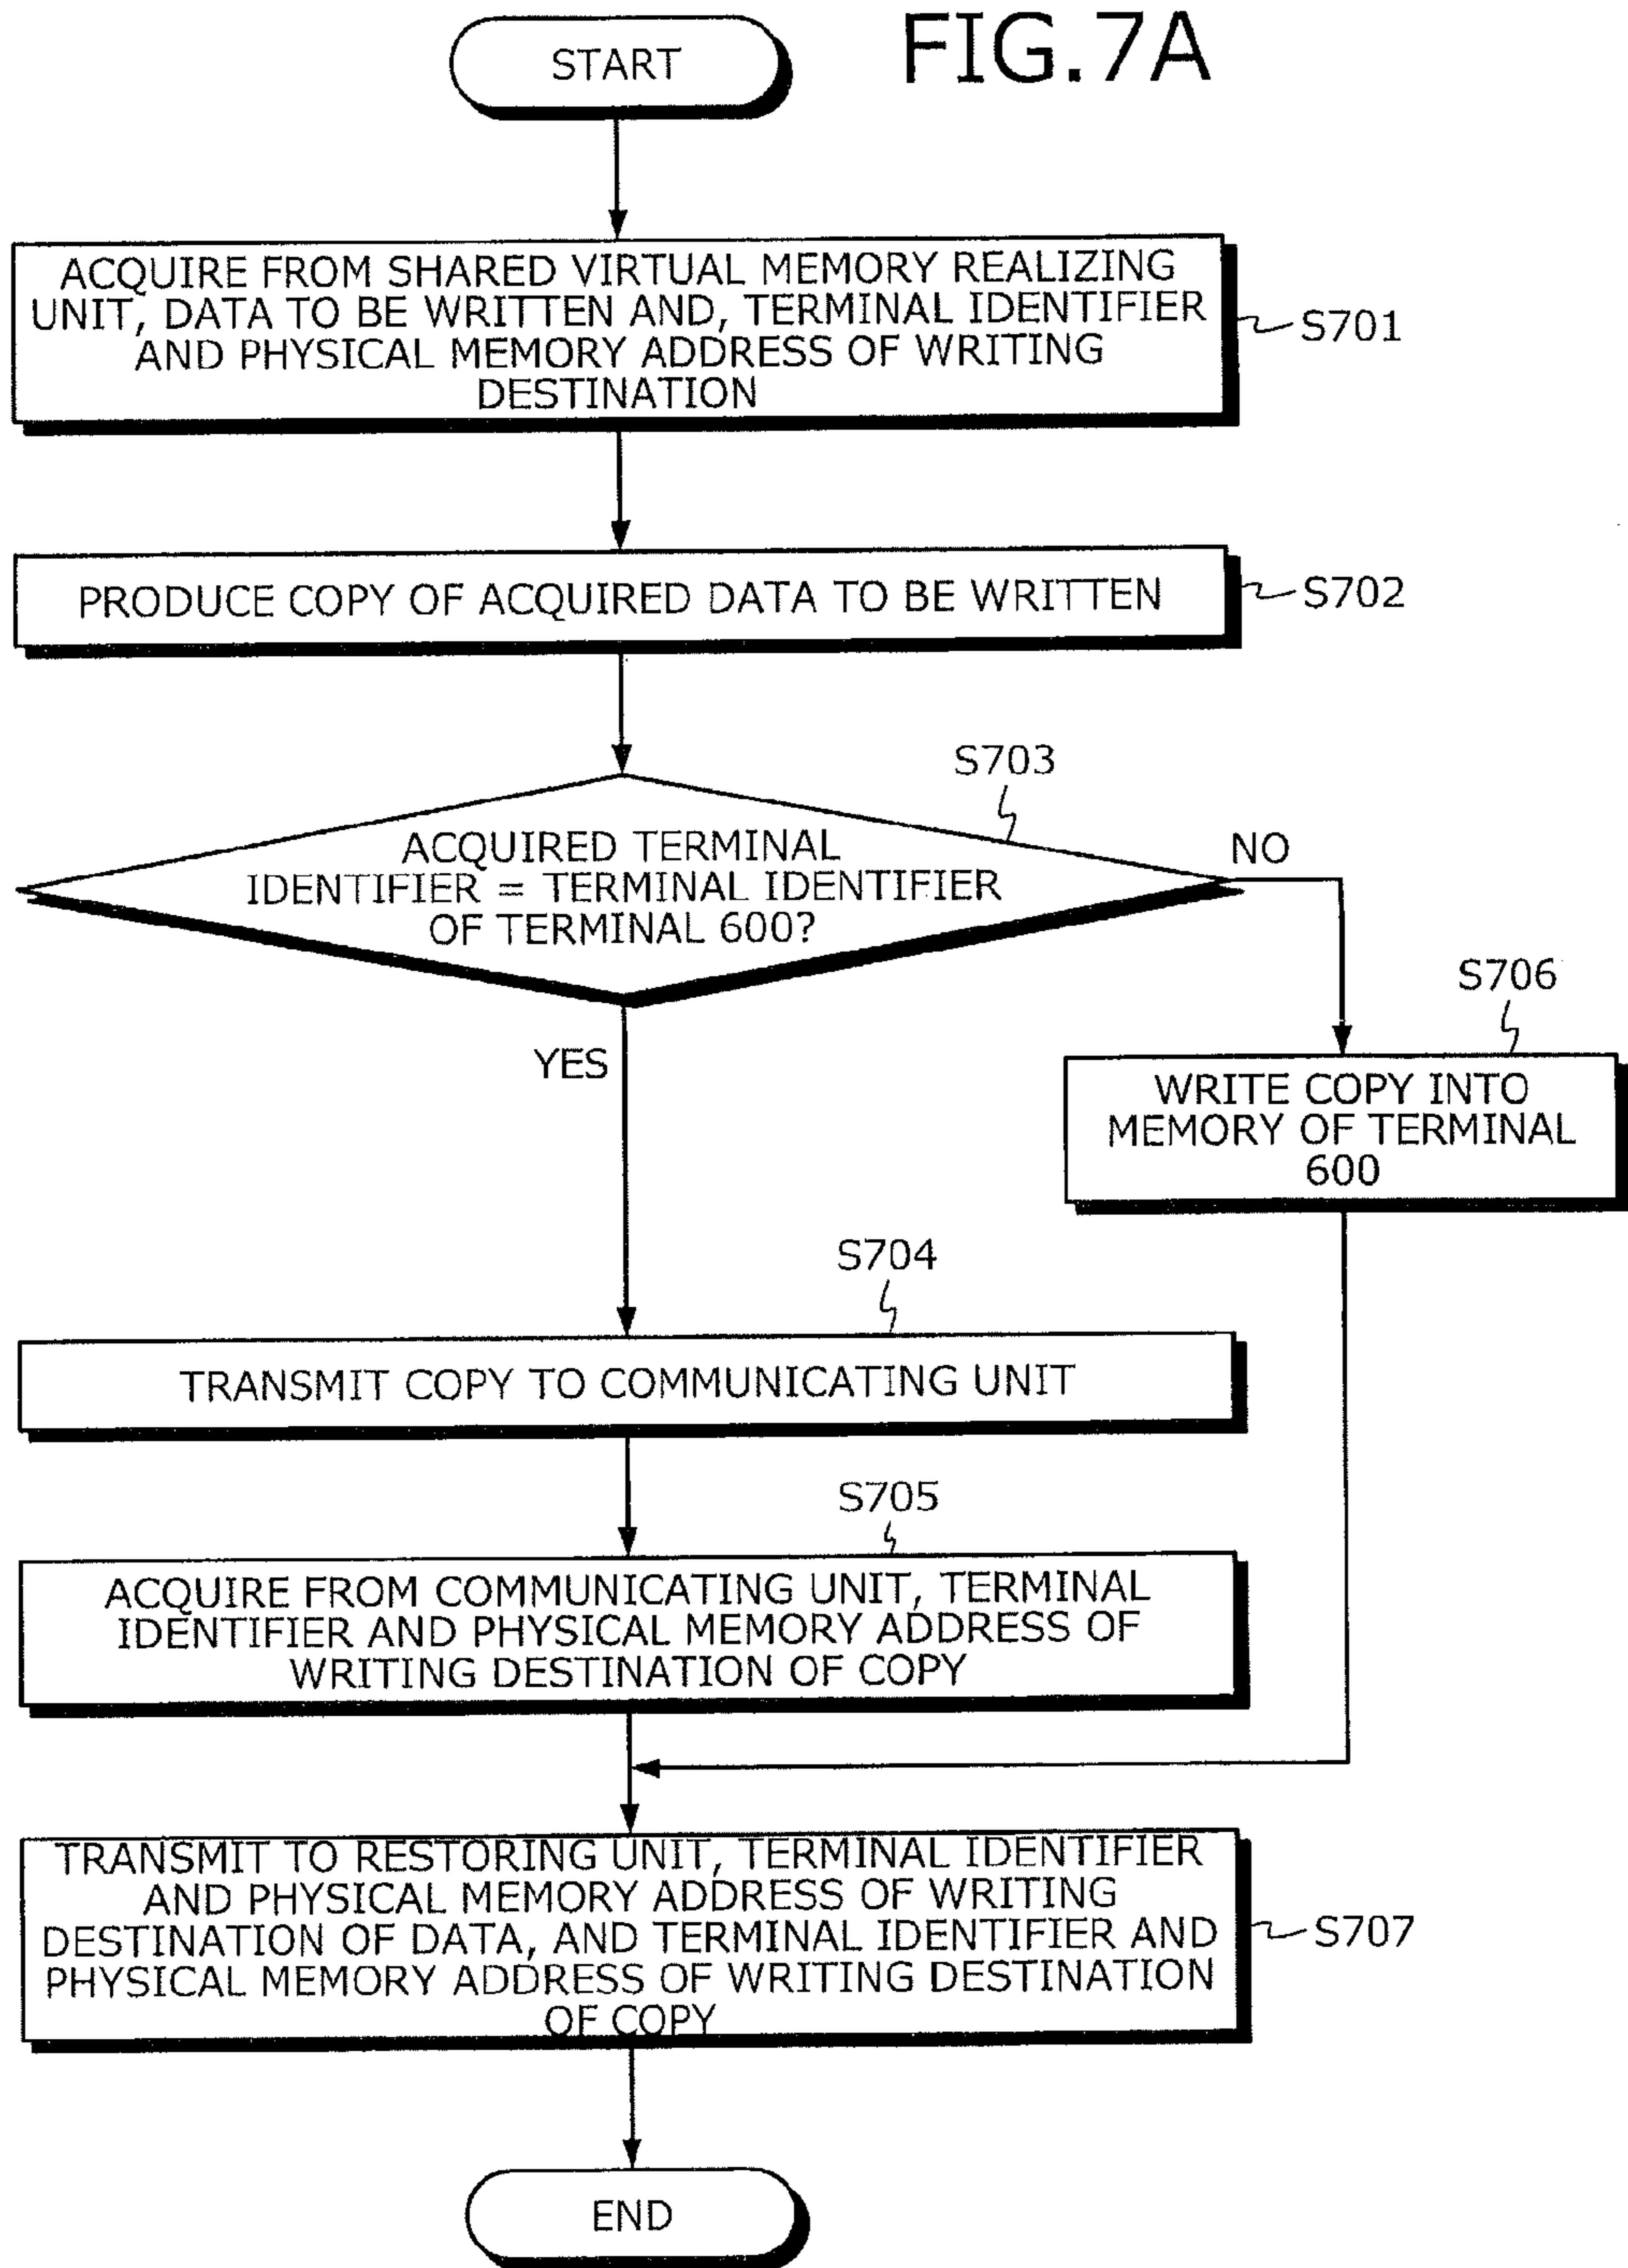 FIG.7A
START
ACQUIRE FROM SHARED VIRTUAL MEMORY REALIZING
UNIT, DATA TO BE WRITTEN AND, TERMINAL IDENTIFIER
AND PHYSICAL MEMORY ADDRESS OF WRITING
DESTINATION
S701
PRODUCE COPY OF ACQUIRED DATA TO BE WRITTEN
S702
S703
ACQUIRED TERMINAL
IDENTIFIER = TERMINAL IDENTIFIER
OF TERMINAL 600?
NO
YES
S706
WRITE COPY INTO
MEMORY OF TERMINAL
600
S704
TRANSMIT COPY TO COMMUNICATING UNIT
S705
ACQUIRE FROM COMMUNICATING UNIT, TERMINAL
IDENTIFIER AND PHYSICAL MEMORY ADDRESS OF
WRITING DESTINATION OF COPY
TRANSMIT TO RESTORING UNIT, TERMINAL IDENTIFIER
AND PHYSICAL MEMORY ADDRESS OF WRITING
DESTINATION OF DATA, AND TERMINAL IDENTIFIER AND
PHYSICAL MEMORY ADDRESS OF WRITING DESTINATION
OF COPY
S707
END